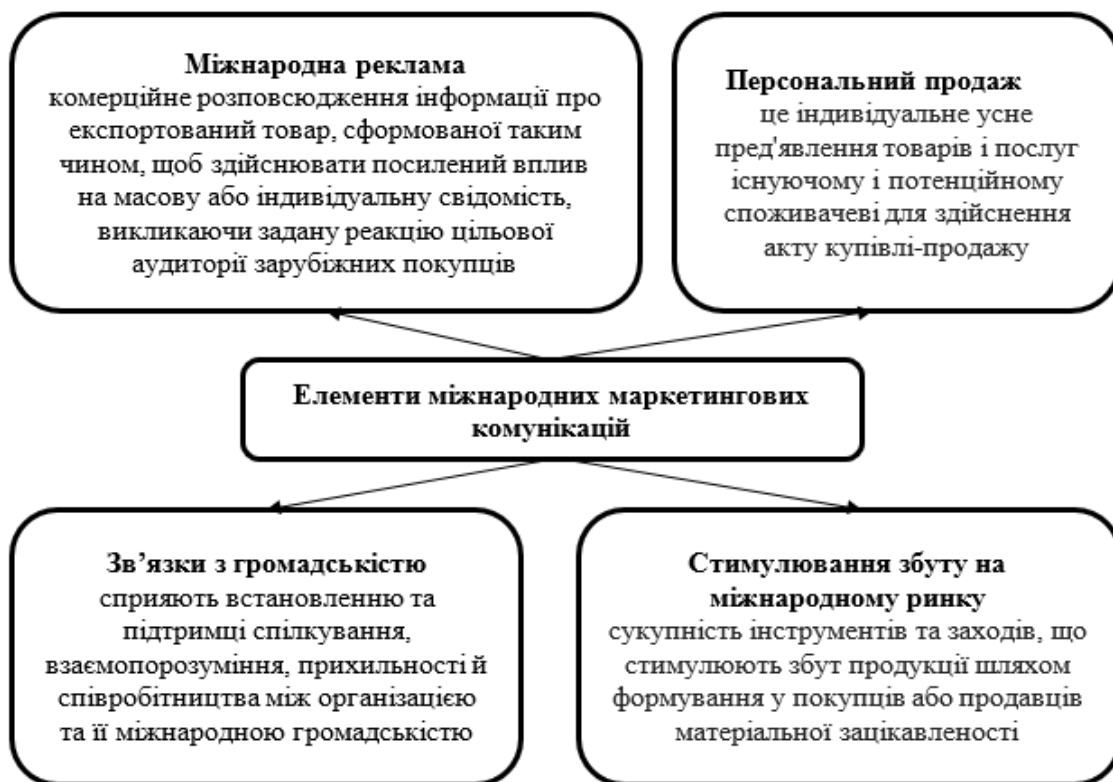 Міжнародна реклама
комерційне розповсюдження інформації про
експортований товар, сформованої таким
чином, щоб здійснювати посилений вплив
на масову або індивідуальну свідомість,
викликаючи задану реакцію цільової
аудиторії зарубіжних покупців
Персональний продаж
це індивідуальне усне
пред'явлення товарів і послуг
існуючому і потенційному
споживачеві для здійснення
акту купівлі-продажу
Елементи міжнародних маркетингових
комунікацій
Зв’язки з громадськістю
сприяють встановленню та
підтримці спілкування,
взаємопорозуміння, прихильності й
співробітництва між організацією
та її міжнародною громадськістю
Стимулювання збуту на
міжнародному ринку
сукупність інструментів та заходів, що
стимулюють збут продукції шляхом
формування у покупців або продавців
матеріальної зацікавленості